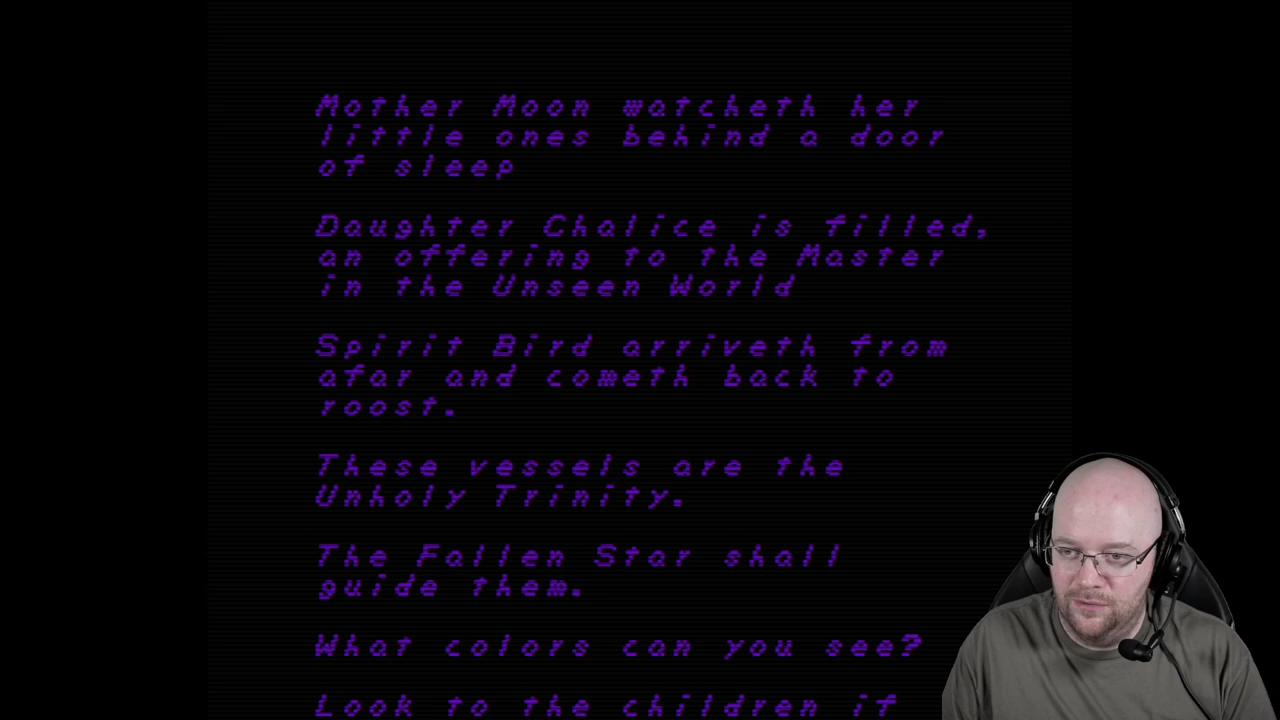 Mother Moon watcheth her
little ones behind a door
of sleep
Daughter Chalice is filled,
an offering to the Master
in the Unseen World
Spirit Bird arriveth from
afar and cometh back to
roost.
These vessels are the
Unholy Trinity.
The Fallen Star shall
guide them.
What colors can you see?
Look to the children if